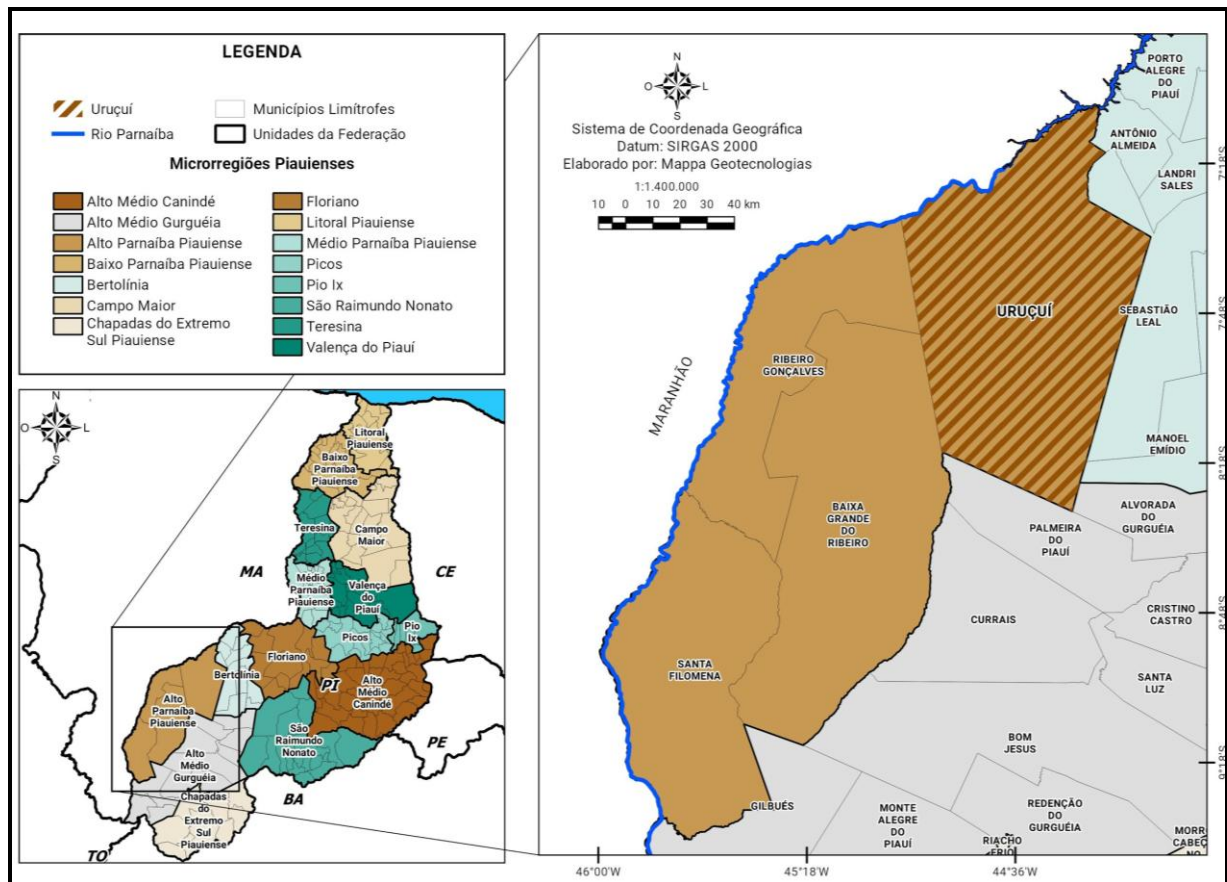 LEGENDA
Uruçuí
Municípios Limítrofes
Rio Parnaíba
Unidades da Federação
Microrregiões Piauienses
Alto Médio Canindé
Floriano
Alto Médio Gurguéia
Litoral Piauiense
Alto Parnaíba Piauiense
Médio Parnaíba Piauiense
Baixo Parnaíba Piauiense
Picos
Bertolínia
Pio Ix
Campo Maior
São Raimundo Nonato
Chapadas do Extremo
Sul Piauiense
Teresina
Valença do Piauí
N
O
L
S
Litoral
Piauiense
Baixo
Parnaíba
Piauiense
Teresina
Campo
Maior
MA
CE
Médio
Parnaíba
Piauiense
Valença
do
Piauí
Picos
Pio
Ix
Floriano
Bertolínia
PI
Alto
Médio
Canindé
Alto
Parnaíba
Piauiense
São
Raimundo
Nonato
Alto
Médio
Gurguéia
PE
BA
Chapadas
do
Extremo
Sul
Piauiense
TO
N
O
L
S
Sistema de Coordenada Geográfica
Datum: SIRGAS 2000
Elaborado por: Mappa Geotecnologias
1:1.400.000
10 0 10 20 30 40 km
PORTO
ALEGRE
DO
PIAUÍ
ANTÔNIO
ALMEIDA
LANDRI
SALES
URUÇUÍ
SEBASTIÃO
LEAL
MARANHÃO
RIBEIRO
GONÇALVES
MANOEL
EMÍDIO
BAIXA
GRANDE
DO
RIBEIRO
PALMEIRA
DO
PIAUÍ
ALVORADA
DO
GURGUÉIA
CURRAIS
CRISTINO
CASTRO
SANTA
FILOMENA
SANTA
LUZ
BOM
JESUS
GILBUÉS
MONTE
ALEGRE
DO
PIAUÍ
REDENÇÃO
DO
GURGUÉIA
RIACHO
FRIO
MORRO
CABEÇ
NO
7°18'S
7°48'S
8°18'S
8°48'S
9°18'S
46°00'W
45°18'W
44°36'W